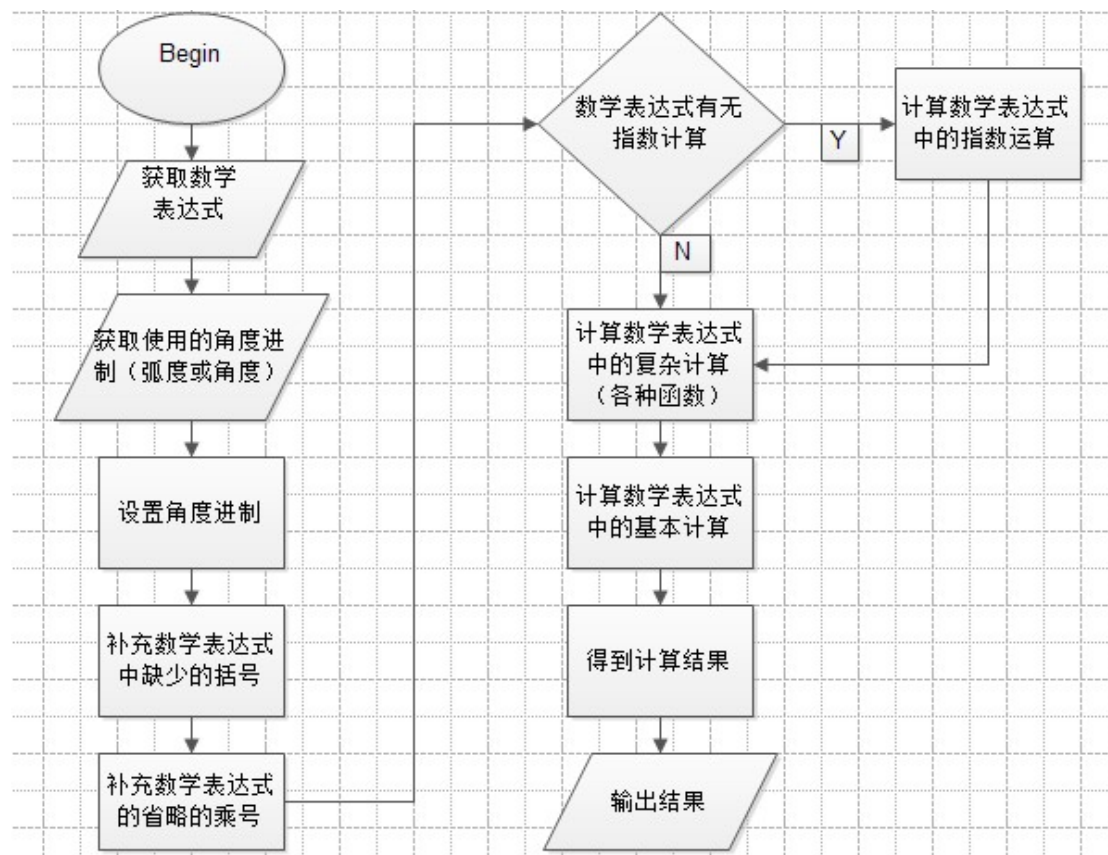 Begin
获取数学
表达式
获取使用的角度进
制（弧度或角度）
设置角度进制
补充数学表达式
中缺少的括号
补充数学表达式
的省略的乘号
数学表达式有无
指数计算
Y
计算数学表达式
中的指数运算
N
计算数学表达式
中的复杂计算
（各种函数）
计算数学表达式
中的基本计算
得到计算结果
输出结果